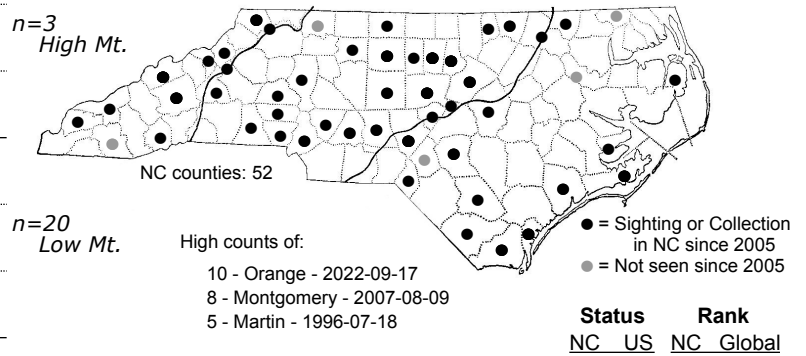 n=3
High Mt.
NC counties: 52
n=20
Low Mt.
High counts of:
10 - Orange - 2022-09-17
8 - Montgomery - 2007-08-09
5 - Martin - 1996-07-18
= Sighting or Collection
in NC since 2005
= Not seen since 2005
Status Rank
NC US NC Global